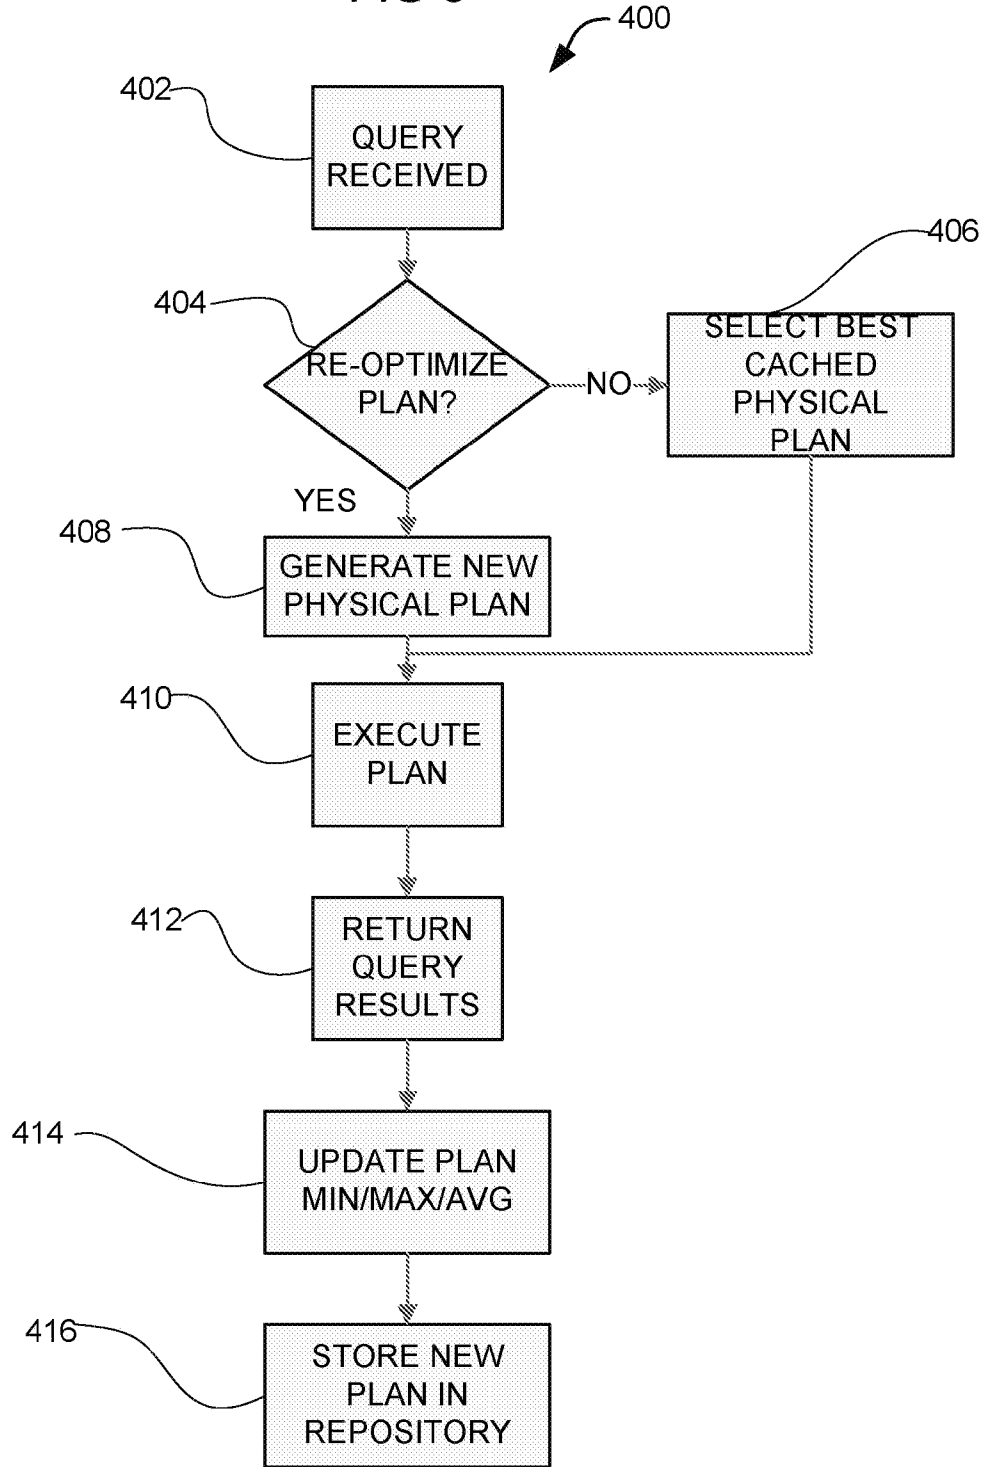 400
402
QUERY
RECEIVED
406
404
RE-OPTIMIZE
PLAN?
NO
SELECT BEST
CACHED
PHYSICAL
PLAN
YES
408
GENERATE NEW
PHYSICAL PLAN
410
EXECUTE
PLAN
412
RETURN
QUERY
RESULTS
414
UPDATE PLAN
MIN/MAX/AVG
416
STORE NEW
PLAN IN
REPOSITORY